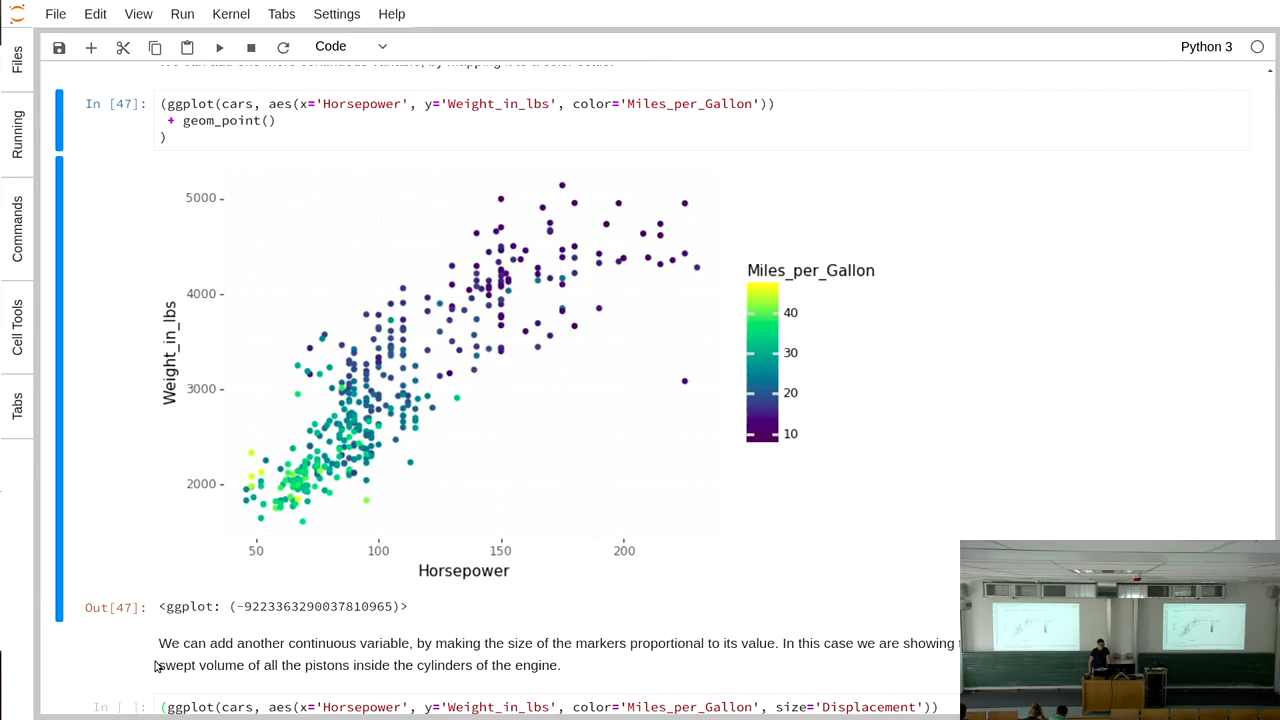 File Edit View Run Kernel Tabs Settings Help
Code
Python 3
Files
Running
Commands
Cell Tools
Tabs
In [47]:
(ggplot(cars, aes(x='Horsepower', y='Weight_in_lbs', color='Miles_per_Gallon'))
+ geom_point()
)
5000
4000
3000
2000
Weight_in_lbs
50 100 150 200
Horsepower
Miles_per_Gallon
40
30
20
10
Out[47]: <ggplot: (-9223363290037810965)>
We can add another continuous variable, by making the size of the markers proportional to its value. In this case we are showing
swept volume of all the pistons inside the cylinders of the engine.
In [ ]: (ggplot(cars, aes(x='Horsepower', y='Weight_in_lbs', color='Miles_per_Gallon', size='Displacement'))